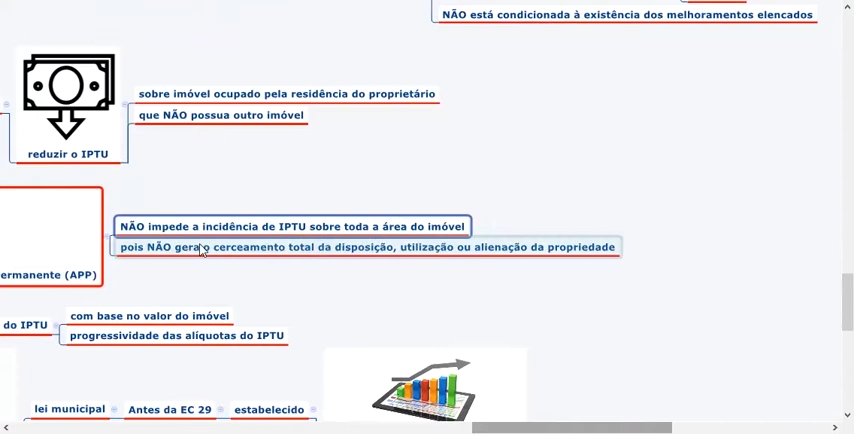 NÃO está condicionada à existência dos melhoramentos elencados
sobre imóvel ocupado pela residência do proprietário
que NÃO possua outro imóvel
reduzir o IPTU
NÃO impede a incidência de IPTU sobre toda a área do imóvel
pois NÃO gera o cerceamento total da disposição, utilização ou alienação da propriedade
ermanente (APP)
com base no valor do imóvel
do IPTU
progressividade das alíquotas do IPTU
lei municipal Antes da EC 29 estabelecido